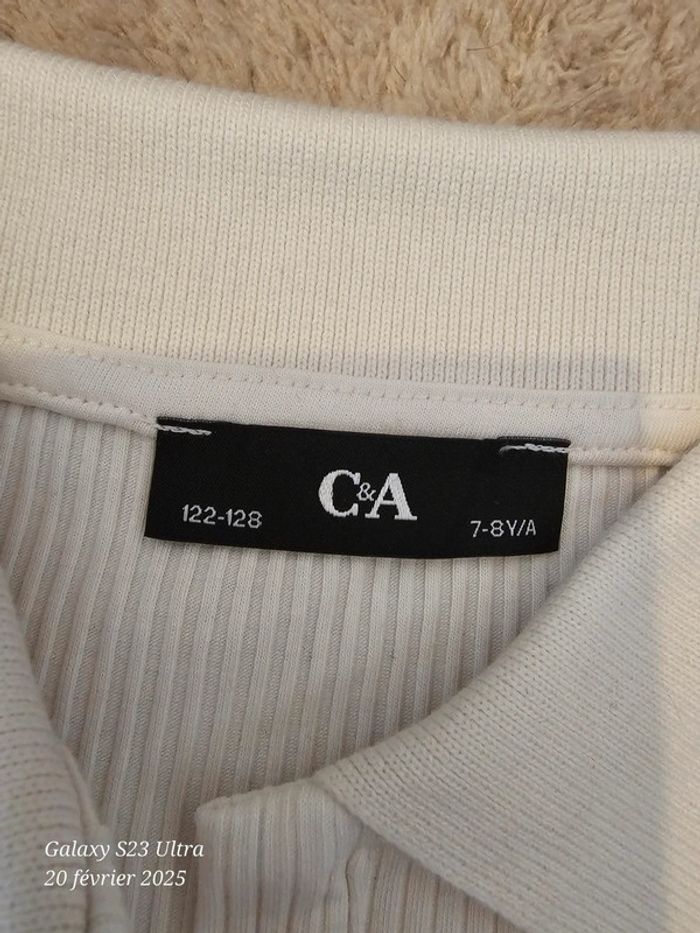 C&A
122-128
7-8Y/A
Galaxy S23 Ultra
20 février 2025